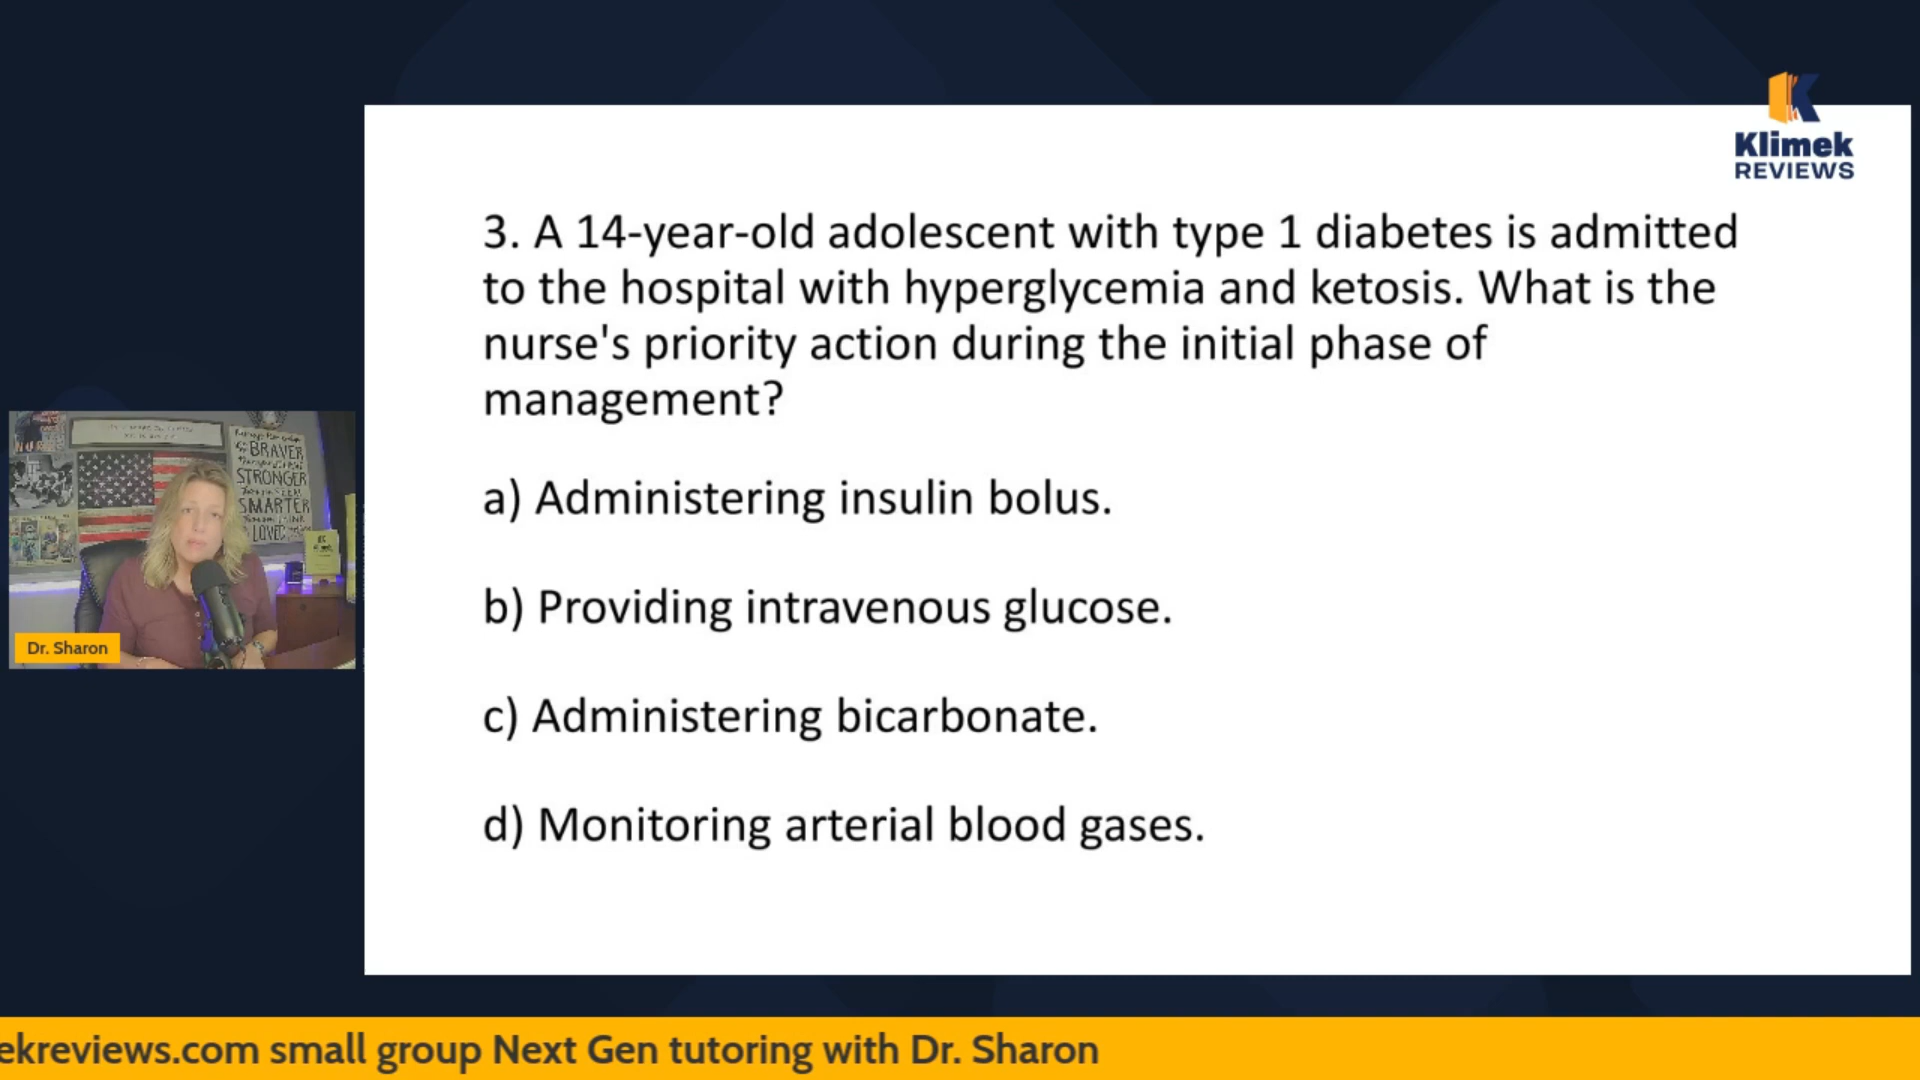 Klimek
REVIEWS
3. A 14-year-old adolescent with type 1 diabetes is admitted
to the hospital with hyperglycemia and ketosis. What is the
nurse's priority action during the initial phase of
management?
a) Administering insulin bolus.
b) Providing intravenous glucose.
c) Administering bicarbonate.
d) Monitoring arterial blood gases.
BRAVER
STRONGER
SMARTER
LOVED
Dr. Sharon
ekreviews.com small group Next Gen tutoring with Dr. Sharon